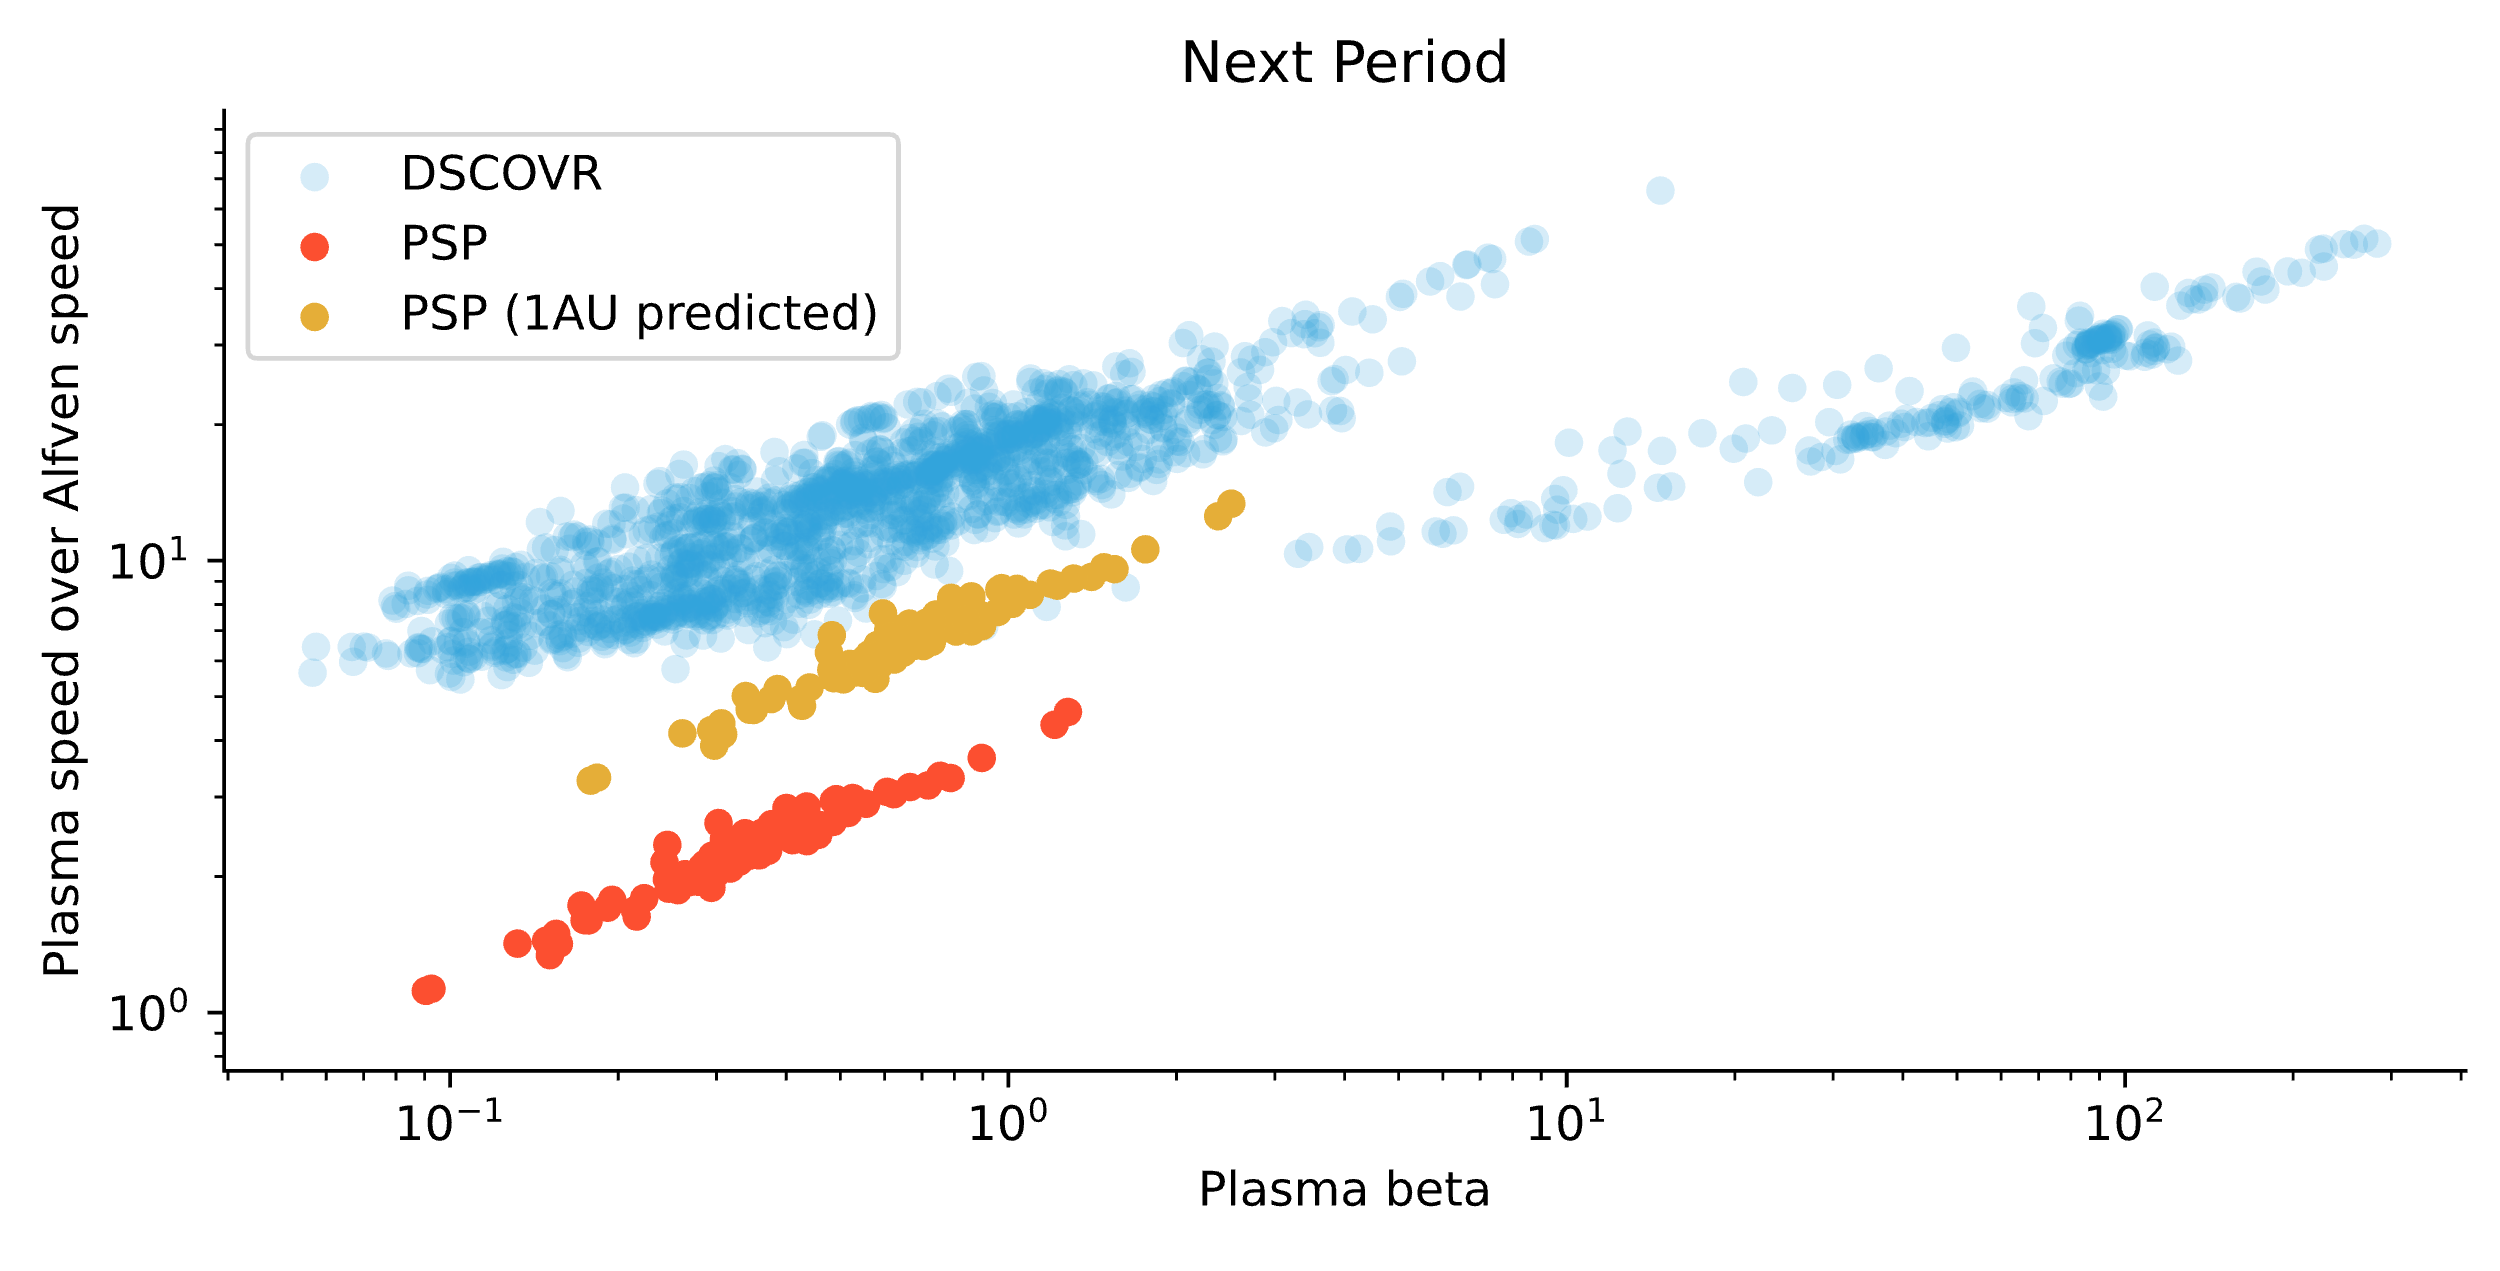 Next Period
DSCOVR
PSP
PSP (1AU predicted)
Plasma speed over Alfven speed
10¹
10⁰
10⁻¹
10⁰
10¹
10²
Plasma beta